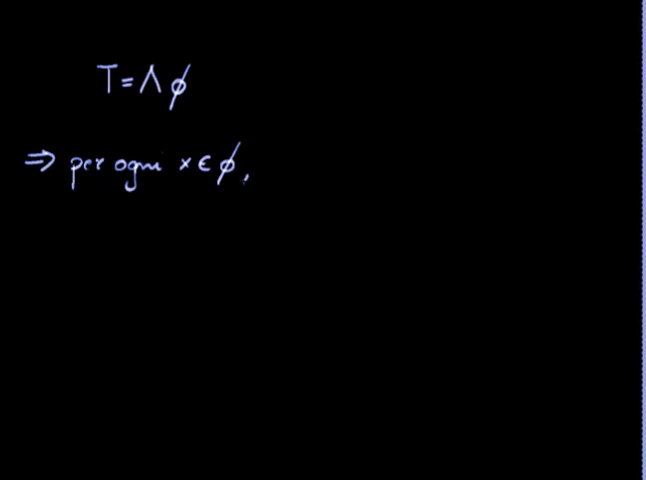 T = ⋀ ∅
⇒ per ogni x ∈ ∅,